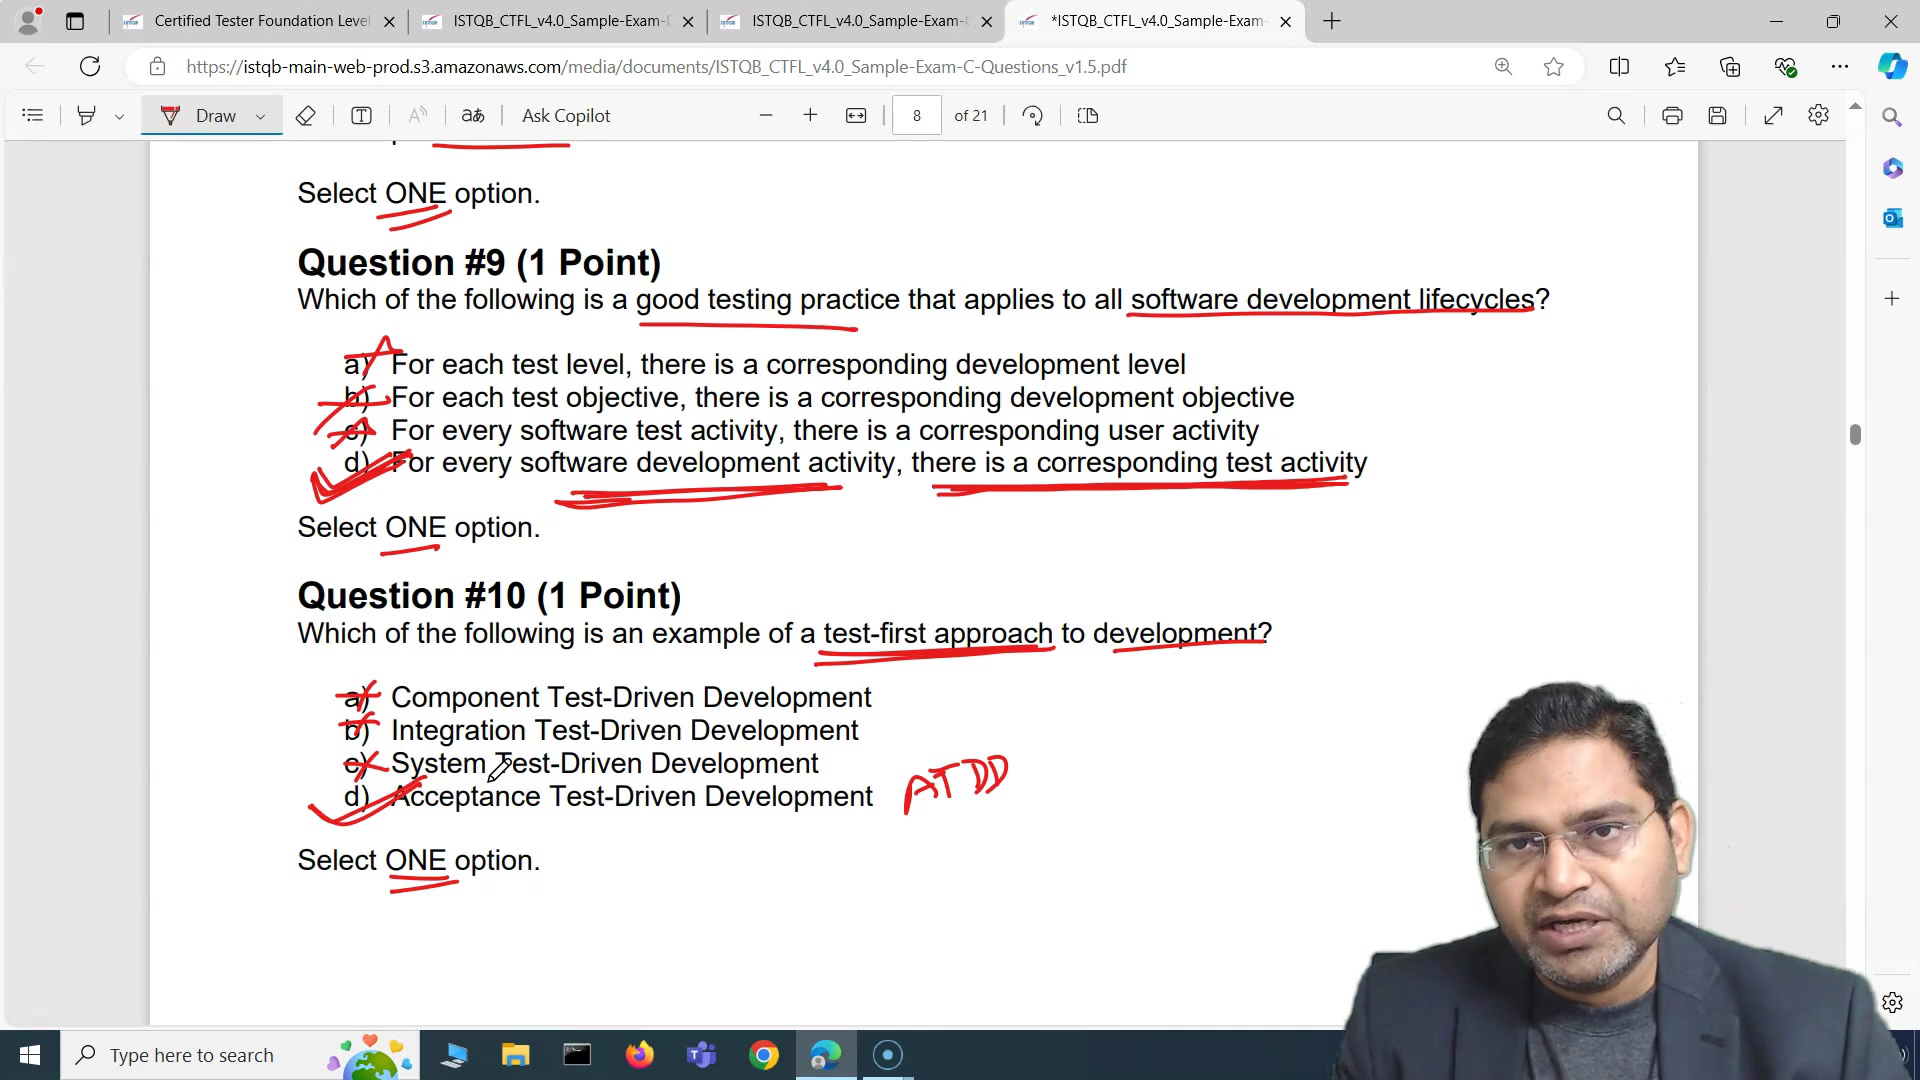 Certified Tester Foundation Leve
ISTQB_CTFL_v4.0_Sample-Exam-D
ISTQB_CTFL_v4.0_Sample-Exam-C
*ISTQB_CTFL_v4.0_Sample-Exam-
https://istqb-main-web-prod.s3.amazonaws.com/media/documents/ISTQB_CTFL_v4.0_Sample-Exam-C-Questions_v1.5.pdf
Draw
aあ
Ask Copilot
8 of 21
Select ONE option.
Question #9 (1 Point)
Which of the following is a good testing practice that applies to all software development lifecycles?
a) For each test level, there is a corresponding development level
b) For each test objective, there is a corresponding development objective
c) For every software test activity, there is a corresponding user activity
d) For every software development activity, there is a corresponding test activity
Select ONE option.
Question #10 (1 Point)
Which of the following is an example of a test-first approach to development?
a) Component Test-Driven Development
b) Integration Test-Driven Development
c) System Test-Driven Development
d) Acceptance Test-Driven Development ATDD
Select ONE option.
Type here to search